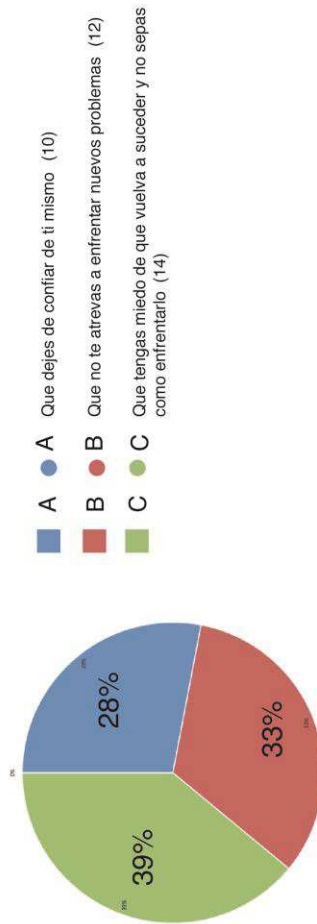 A A Que dejes de confiar de ti mismo (10)
B B Que no te atrevas a enfrentar nuevos problemas (12)
C C Que tengas miedo de que vuelva a suceder y no sepas
como enfrentarlo (14)
28%
33%
39%